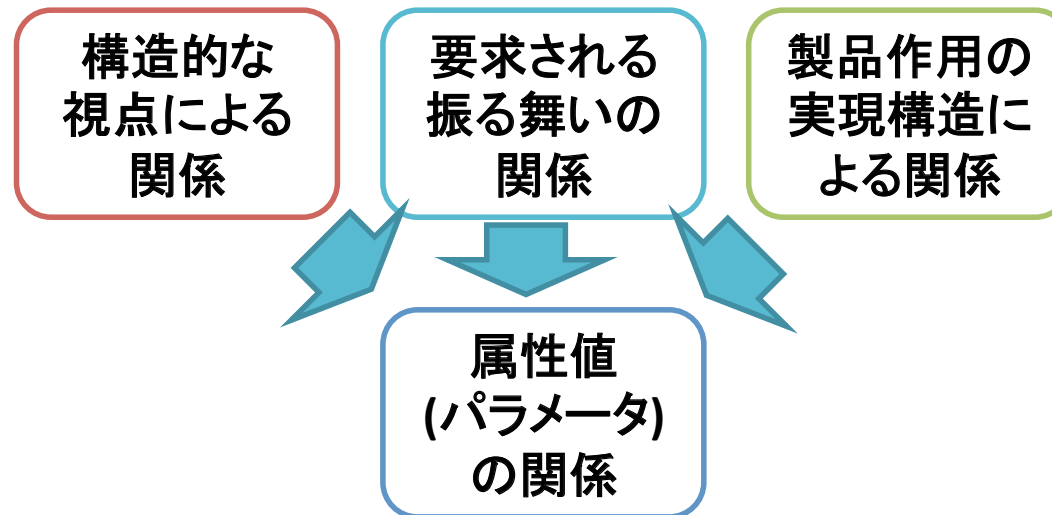 構造的な
視点による
関係
要求される
振る舞いの
関係
製品作用の
実現構造に
よる関係
属性値
(パラメータ)
の関係